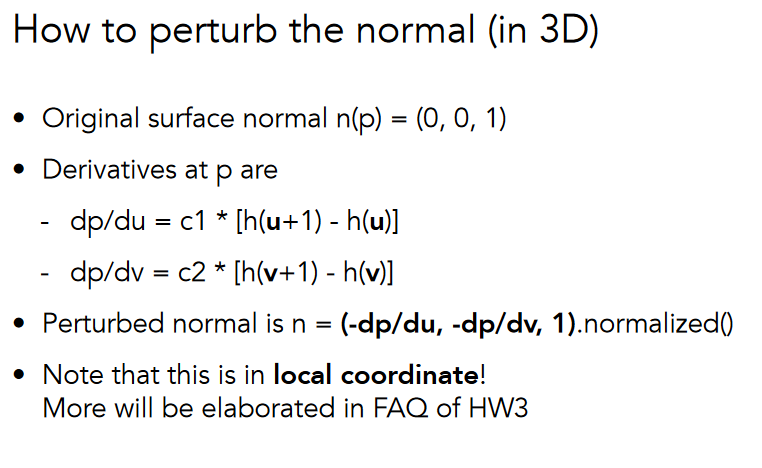 How to perturb the normal (in 3D)
• Original surface normal n(p) = (0, 0, 1)
• Derivatives at p are
- dp/du = c1 * [h(u+1) - h(u)]
- dp/dv = c2 * [h(v+1) - h(v)]
• Perturbed normal is n = (-dp/du, -dp/dv, 1).normalized()
• Note that this is in local coordinate!
More will be elaborated in FAQ of HW3